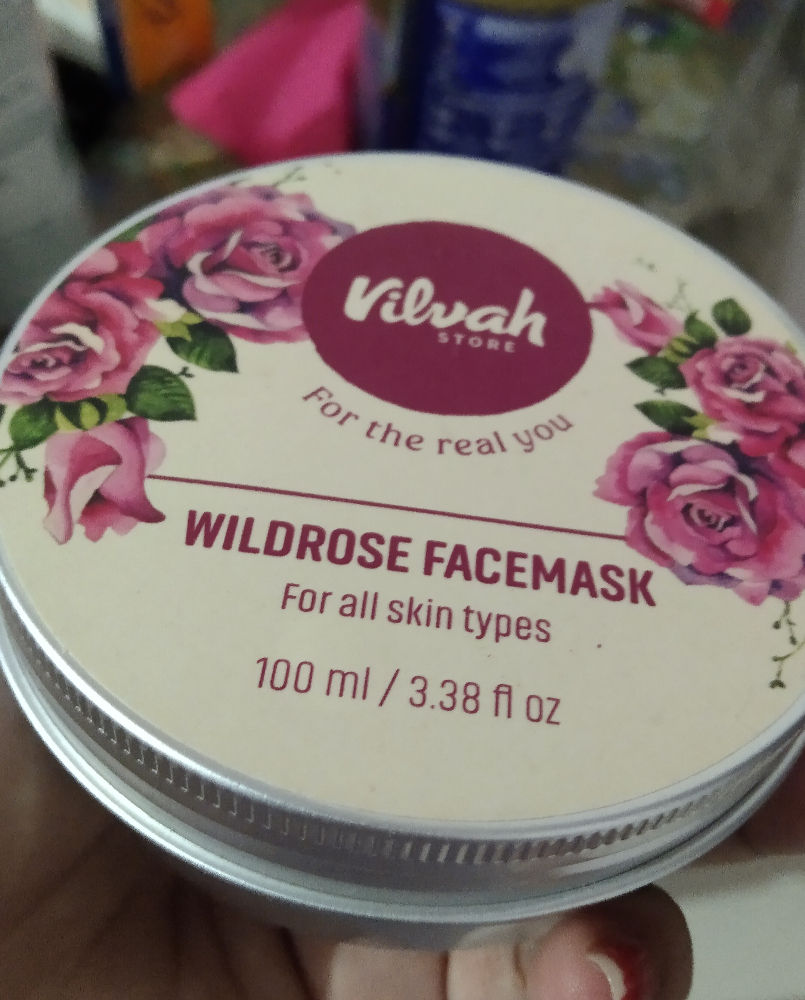 Vilvah
STORE
For the real you
WILDROSE FACEMASK
For all skin types
100 ml / 3.38 fl oz